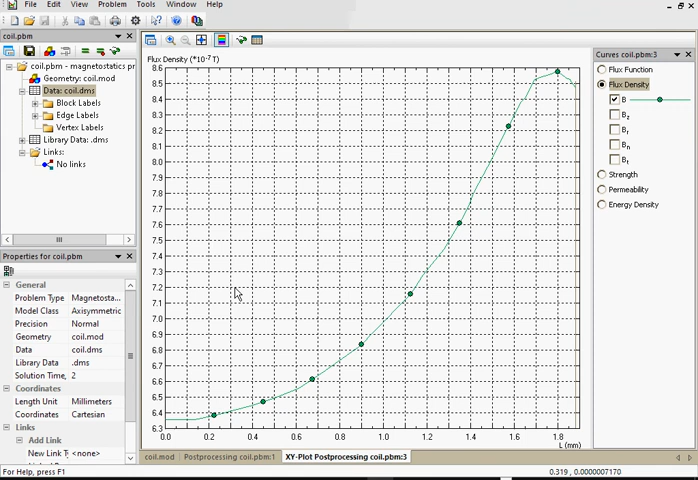 File Edit View Problem Tools Window Help
coil.pbm
coil.pbm - magnetostatics pr
Geometry: coil.mod
Data: coil.dms
Block Labels
Edge Labels
Vertex Labels
Library Data: .dms
Links:
No links
Properties for coil.pbm
General
Problem Type Magnetosta...
Model Class Axisymmetric
Precision Normal
Geometry coil.mod
Data coil.dms
Library Data .dms
Solution Time, 2
Coordinates
Length Unit Millimeters
Coordinates Cartesian
Links
Add Link
New Link T <none>
Flux Density (*10⁻⁷ T)
8.6
8.5
8.4
8.3
8.2
8.1
8.0
7.9
7.8
7.7
7.6
7.5
7.4
7.3
7.2
7.1
7.0
6.9
6.8
6.7
6.6
6.5
6.4
6.3
0.0 0.2 0.4 0.6 0.8 1.0 1.2 1.4 1.6 1.8
L (mm)
Curves coil.pbm:3
Flux Function
Flux Density
B
Bz
Br
Bn
Bt
Strength
Permeability
Energy Density
coil.mod Postprocessing coil.pbm:1 XY-Plot Postprocessing coil.pbm:3
For Help, press F1 0.319 , 0.0000007170